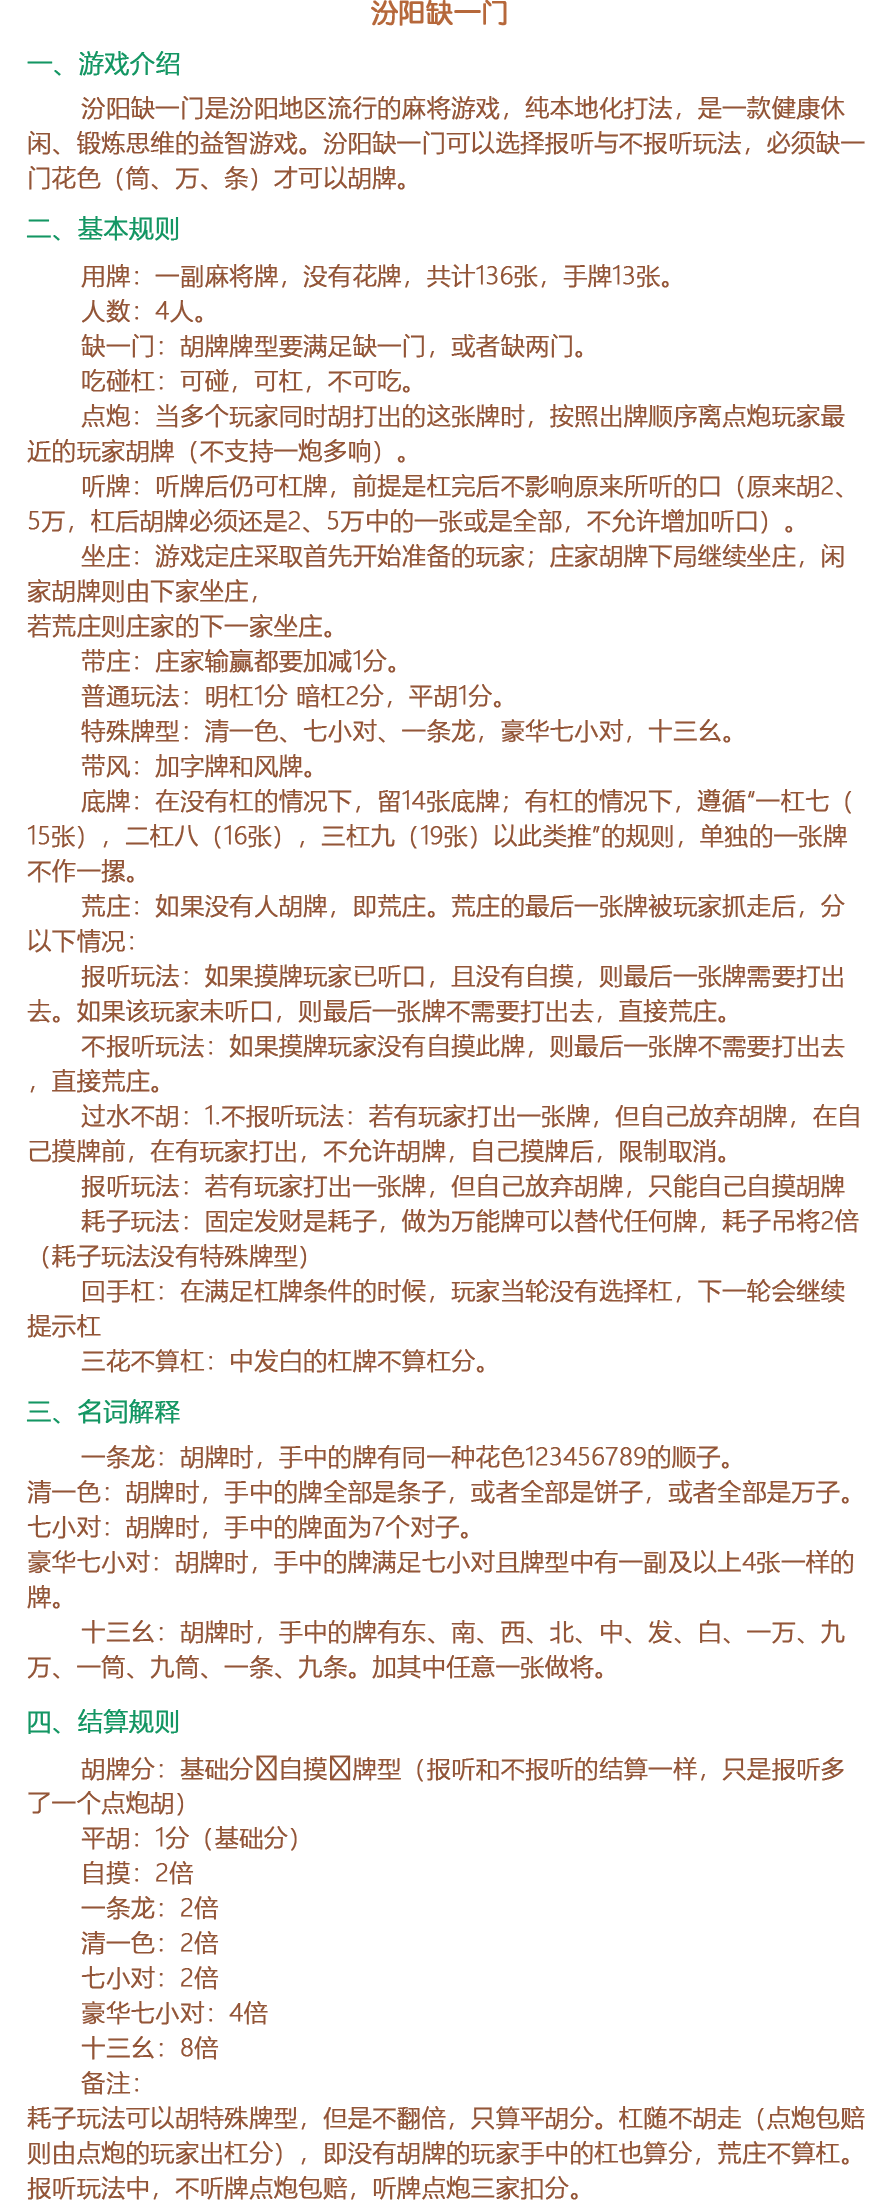 汾阳缺一门
一、游戏介绍
汾阳缺一门是汾阳地区流行的麻将游戏，纯本地化打法，是一款健康休
闲、锻炼思维的益智游戏。汾阳缺一门可以选择报听与不报听玩法，必须缺一
门花色（筒、万、条）才可以胡牌。
二、基本规则
用牌：一副麻将牌，没有花牌，共计136张，手牌13张。
人数：4人。
缺一门：胡牌牌型要满足缺一门，或者缺两门。
吃碰杠：可碰，可杠，不可吃。
点炮：当多个玩家同时胡打出的这张牌时，按照出牌顺序离点炮玩家最
近的玩家胡牌（不支持一炮多响）。
听牌：听牌后仍可杠牌，前提是杠完后不影响原来所听的口（原来胡2、
5万，杠后胡牌必须还是2、5万中的一张或是全部，不允许增加听口）。
坐庄：游戏定庄采取首先开始准备的玩家；庄家胡牌下局继续坐庄，闲
家胡牌则由下家坐庄，
若荒庄则庄家的下一家坐庄。
带庄：庄家输赢都要加减1分。
普通玩法：明杠1分 暗杠2分，平胡1分。
特殊牌型：清一色、七小对、一条龙，豪华七小对，十三幺。
带风：加字牌和风牌。
底牌：在没有杠的情况下，留14张底牌；有杠的情况下，遵循“一杠七（
15张），二杠八（16张），三杠九（19张）以此类推”的规则，单独的一张牌
不作一摞。
荒庄：如果没有人胡牌，即荒庄。荒庄的最后一张牌被玩家抓走后，分
以下情况：
报听玩法：如果摸牌玩家已听口，且没有自摸，则最后一张牌需要打出
去。如果该玩家未听口，则最后一张牌不需要打出去，直接荒庄。
不报听玩法：如果摸牌玩家没有自摸此牌，则最后一张牌不需要打出去
，直接荒庄。
过水不胡：1.不报听玩法：若有玩家打出一张牌，但自己放弃胡牌，在自
己摸牌前，在有玩家打出，不允许胡牌，自己摸牌后，限制取消。
报听玩法：若有玩家打出一张牌，但自己放弃胡牌，只能自己自摸胡牌
耗子玩法：固定发财是耗子，做为万能牌可以替代任何牌，耗子吊将2倍
（耗子玩法没有特殊牌型）
回手杠：在满足杠牌条件的时候，玩家当轮没有选择杠，下一轮会继续
提示杠
三花不算杠：中发白的杠牌不算杠分。
三、名词解释
一条龙：胡牌时，手中的牌有同一种花色123456789的顺子。
清一色：胡牌时，手中的牌全部是条子，或者全部是饼子，或者全部是万子。
七小对：胡牌时，手中的牌面为7个对子。
豪华七小对：胡牌时，手中的牌满足七小对且牌型中有一副及以上4张一样的
牌。
十三幺：胡牌时，手中的牌有东、南、西、北、中、发、白、一万、九
万、一筒、九筒、一条、九条。加其中任意一张做将。
四、结算规则
胡牌分：基础分☒自摸☒牌型（报听和不报听的结算一样，只是报听多
了一个点炮胡）
平胡：1分（基础分）
自摸：2倍
一条龙：2倍
清一色：2倍
七小对：2倍
豪华七小对：4倍
十三幺：8倍
备注：
耗子玩法可以胡特殊牌型，但是不翻倍，只算平胡分。杠随不胡走（点炮包赔
则由点炮的玩家出杠分），即没有胡牌的玩家手中的杠也算分，荒庄不算杠。
报听玩法中，不听牌点炮包赔，听牌点炮三家扣分。